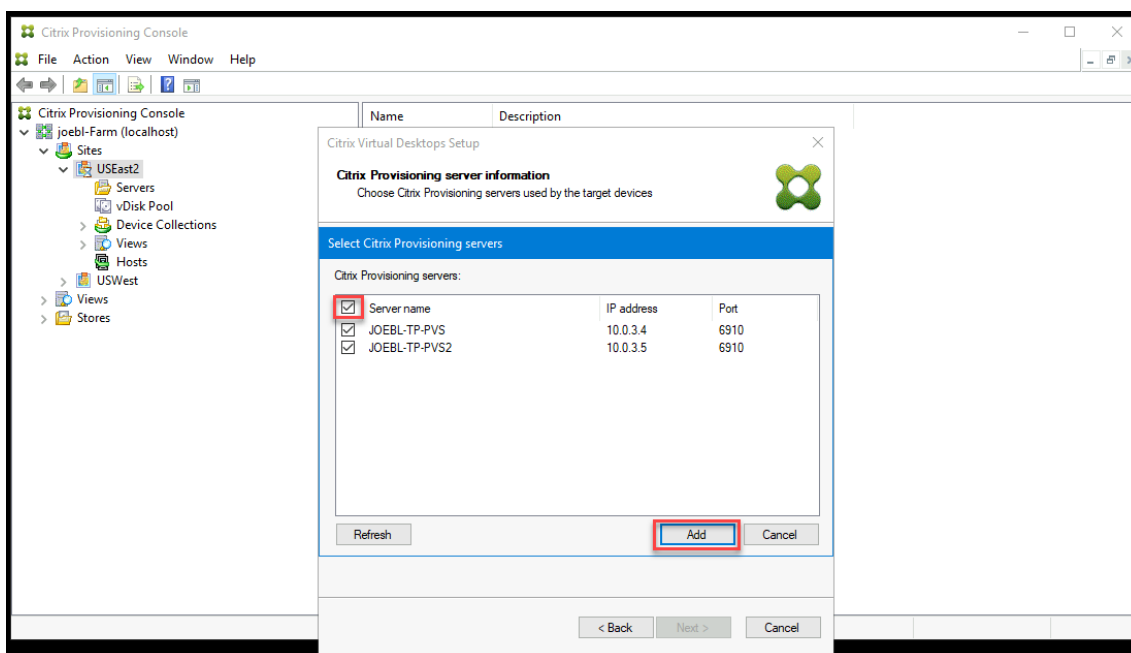 Citrix Provisioning Console
File Action View Window Help
Citrix Provisioning Console
joebl-Farm (localhost)
Sites
USEast2
Servers
vDisk Pool
Device Collections
Views
Hosts
USWest
Views
Stores
Name Description
Citrix Virtual Desktops Setup
Citrix Provisioning server information
Choose Citrix Provisioning servers used by the target devices
Select Citrix Provisioning servers
Citrix Provisioning servers:
Server name IP address Port
JOEBL-TP-PVS 10.0.3.4 6910
JOEBL-TP-PVS2 10.0.3.5 6910
Refresh Add Cancel
< Back Next > Cancel